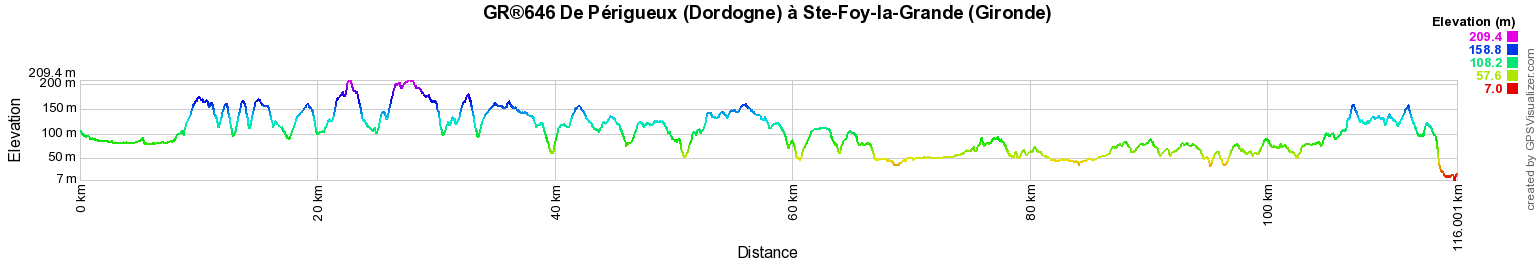 GR®646 De Périgueux (Dordogne) à Ste-Foy-la-Grande (Gironde)
Elevation (m)
209.4
158.8
108.2
57.6
7.0
209.4 m
200 m
150 m
100 m
50 m
7 m
Elevation
0 km
20 km
40 km
60 km
80 km
100 km
116.001 km
Distance
created by GPSVisualizer.com